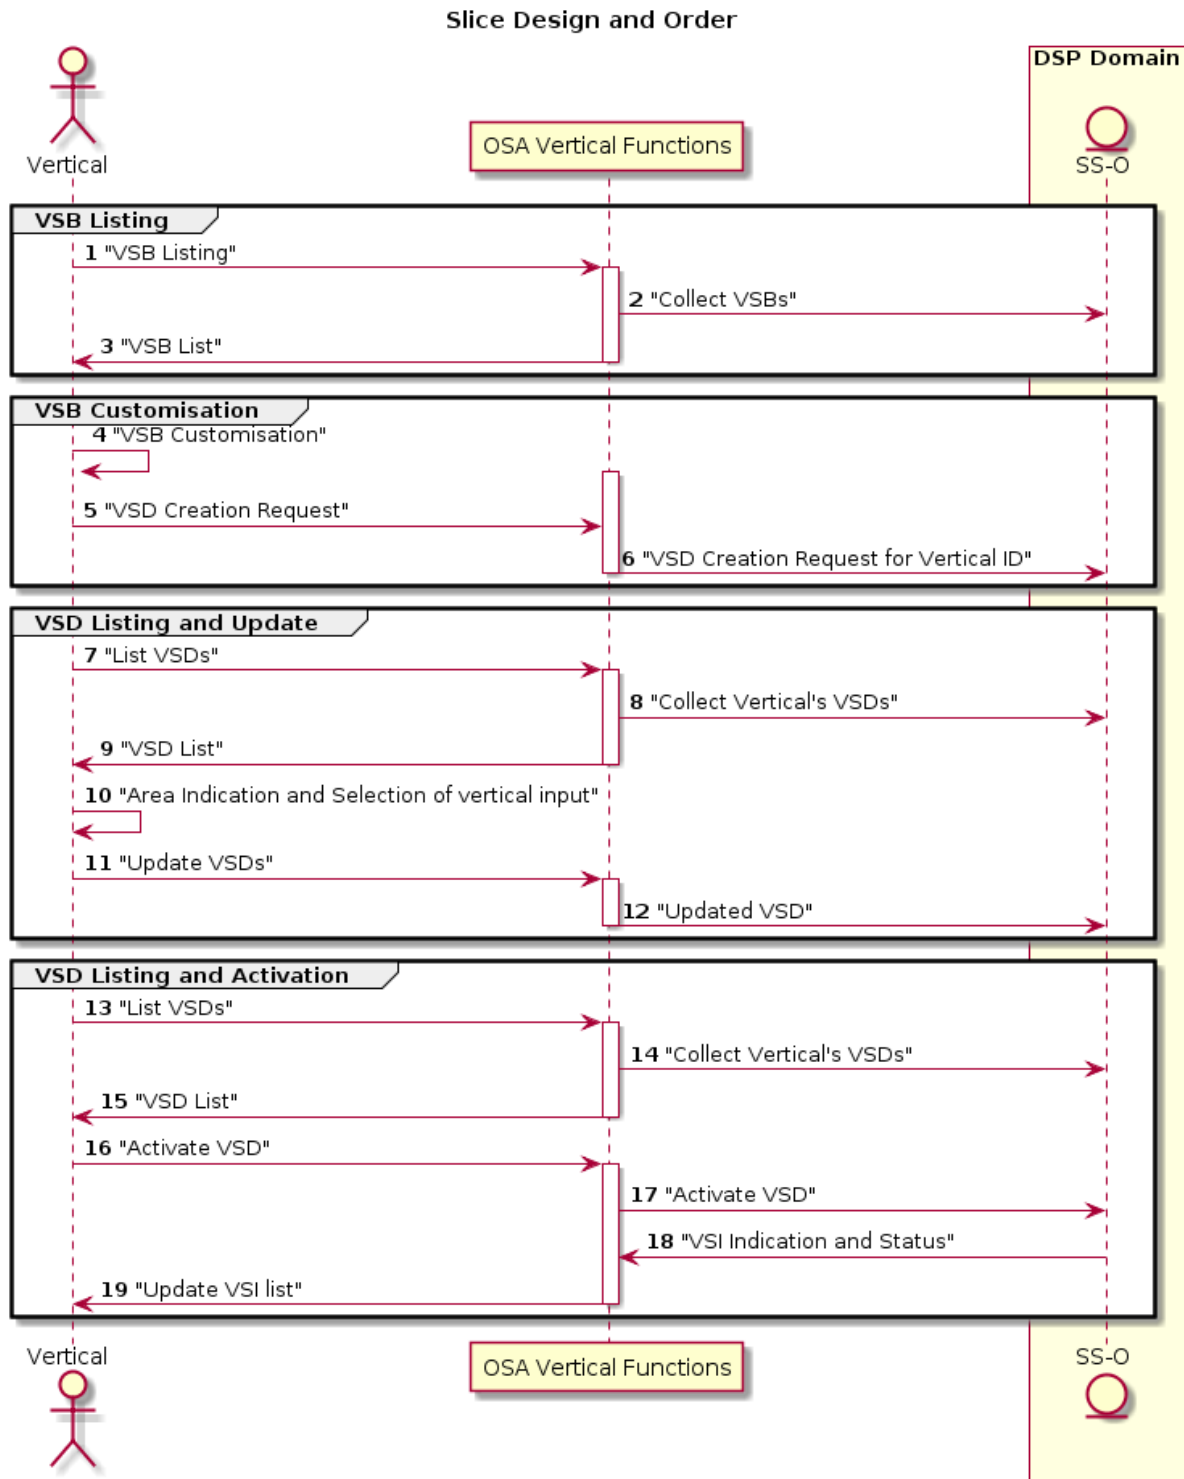 Slice Design and Order
DSP Domain
Vertical
OSA Vertical Functions
SS-O
VSB Listing
1 "VSB Listing"
2 "Collect VSBs"
3 "VSB List"
VSB Customisation
4 "VSB Customisation"
5 "VSD Creation Request"
6 "VSD Creation Request for Vertical ID"
VSD Listing and Update
7 "List VSDs"
8 "Collect Vertical's VSDs"
9 "VSD List"
10 "Area Indication and Selection of vertical input"
11 "Update VSDs"
12 "Updated VSD"
VSD Listing and Activation
13 "List VSDs"
14 "Collect Vertical's VSDs"
15 "VSD List"
16 "Activate VSD"
17 "Activate VSD"
18 "VSI Indication and Status"
19 "Update VSI list"
Vertical
OSA Vertical Functions
SS-O